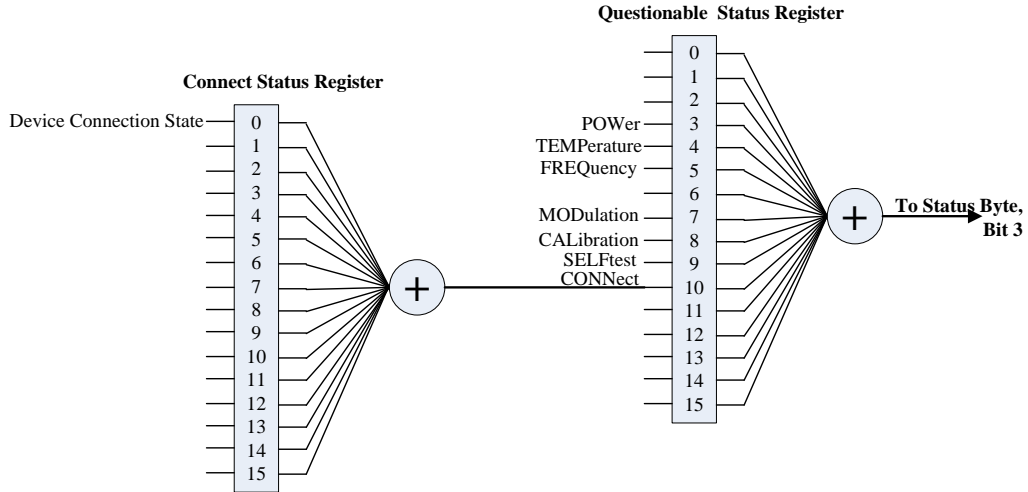 Questionable Status Register
Connect Status Register
Device Connection State
0
1
2
3
4
5
6
7
8
9
10
11
12
13
14
15
+
POWer
TEMPerature
FREQuency
MODulation
CALibration
SELFtest
CONNect
0
1
2
3
4
5
6
7
8
9
10
11
12
13
14
15
+
To Status Byte,
Bit 3